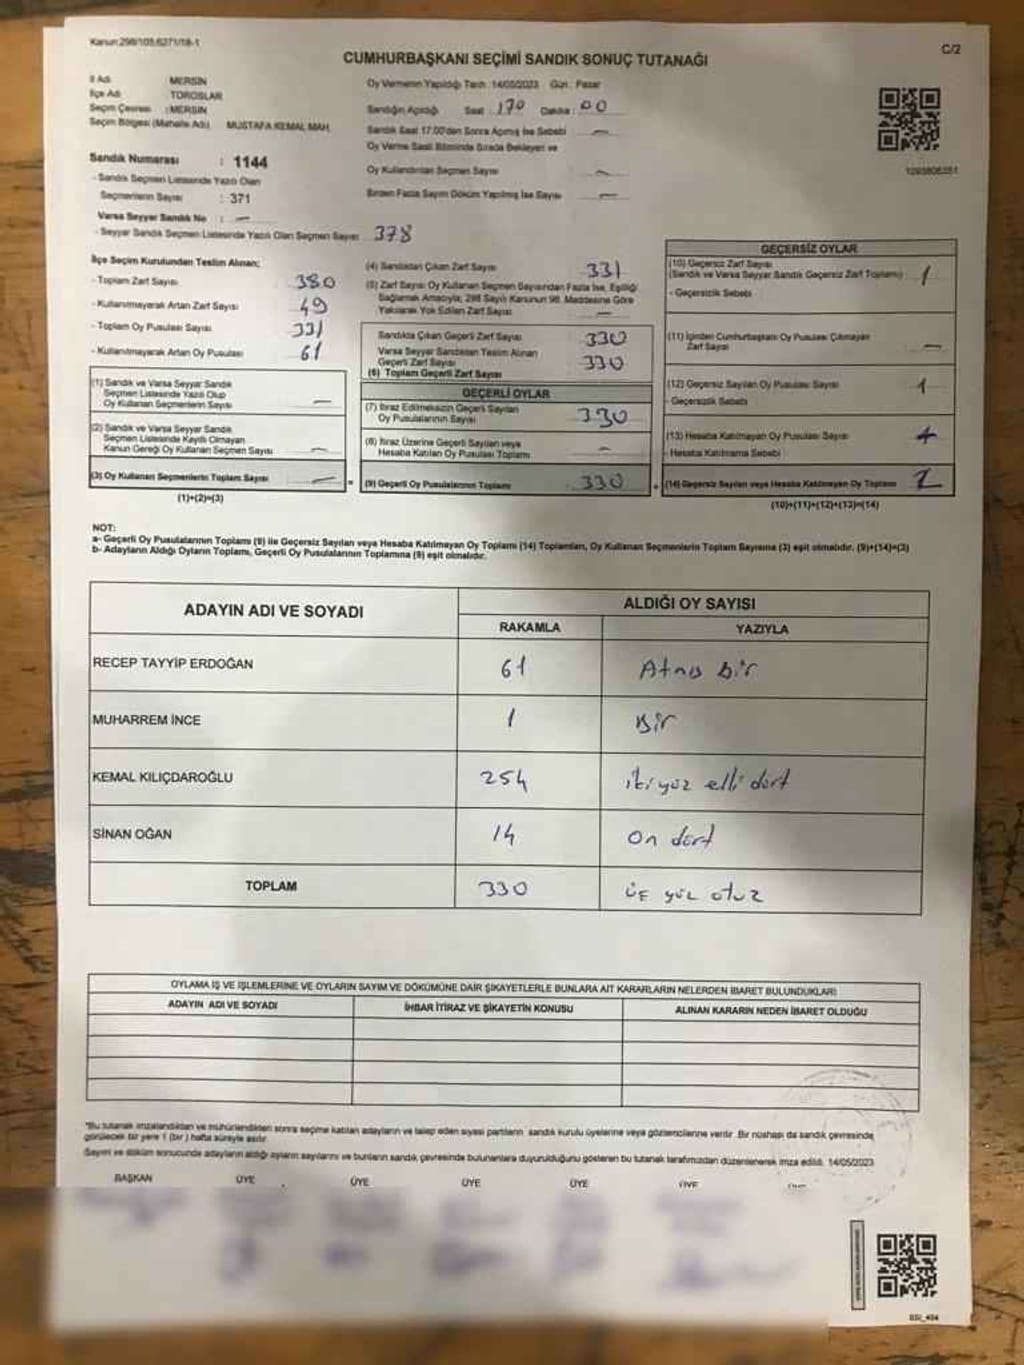 Kanun:298/105;6271/18-1
C/2
CUMHURBAŞKANI SEÇİMİ SANDIK SONUÇ TUTANAĞI
İl Adı MERSİN
İlçe Adı TOROSLAR
Seçim Çevresi : MERSİN
Seçim Bölgesi (Mahalle Adı) MUSTAFA KEMAL MAH.
Oy Vermenin Yapıldığı Tarih : 14/05/2023 Gün : Pazar
Sandığın Açıldığı Saat : 170 Dakika : 00
Sandık Saat 17:00'den Sonra Açılmış İse Sebebi —
Oy Verme Saati Bitiminde Sırada Bekleyen ve
Oy Kullandırılan Seçmen Sayısı —
Birden Fazla Sayım Döküm Yapılmış İse Sayısı —
Sandık Numarası : 1144
- Sandık Seçmen Listesinde Yazılı Olan
Seçmenlerin Sayısı : 371
Varsa Seyyar Sandık No : —
- Seyyar Sandık Seçmen Listesinde Yazılı Olan Seçmen Sayısı 378
İlçe Seçim Kurulundan Teslim Alınan;
- Toplam Zarf Sayısı 380
- Kullanılmayarak Artan Zarf Sayısı 49
- Toplam Oy Pusulası Sayısı 331
- Kullanılmayarak Artan Oy Pusulası 61
(1) Sandık ve Varsa Seyyar Sandık
Seçmen Listesinde Yazılı Olup
Oy Kullanan Seçmenlerin Sayısı —
(2) Sandık ve Varsa Seyyar Sandık
Seçmen Listesinde Kayıtlı Olmayan
Kanun Gereği Oy Kullanan Seçmen Sayısı —
(3) Oy Kullanan Seçmenlerin Toplam Sayısı — =
(1)+(2)=(3)
(4) Sandıktan Çıkan Zarf Sayısı 331
(5) Zarf Sayısı Oy Kullanan Seçmen Sayısından Fazla İse, Eşitliği
Sağlamak Amacıyla; 298 Sayılı Kanunun 98. Maddesine Göre
Yakılarak Yok Edilen Zarf Sayısı —
Sandıkta Çıkan Geçerli Zarf Sayısı 330
Varsa Seyyar Sandıktan Teslim Alınan
Geçerli Zarf Sayısı 330
(6) Toplam Geçerli Zarf Sayısı
GEÇERLİ OYLAR
(7) İtiraz Edilmeksizin Geçerli Sayılan
Oy Pusulalarının Sayısı 330
(8) İtiraz Üzerine Geçerli Sayılan veya
Hesaba Katılan Oy Pusulası Toplamı —
(9) Geçerli Oy Pusulalarının Toplamı 330 +
GEÇERSİZ OYLAR
(10) Geçersiz Zarf Sayısı
(Sandık ve Varsa Seyyar Sandık Geçersiz Zarf Toplamı) 1
- Geçersizlik Sebebi
(11) İçinden Cumhurbaşkanı Oy Pusulası Çıkmayan
Zarf Sayısı —
(12) Geçersiz Sayılan Oy Pusulası Sayısı 1
- Geçersizlik Sebebi
(13) Hesaba Katılmayan Oy Pusulası Sayısı
- Hesaba Katılmama Sebebi
(14) Geçersiz Sayılan veya Hesaba Katılmayan Oy Toplamı 2
(10)+(11)+(12)+(13)=(14)
NOT:
a- Geçerli Oy Pusulalarının Toplamı (9) ile Geçersiz Sayılan veya Hesaba Katılmayan Oy Toplamı (14) Toplamları, Oy Kullanan Seçmenlerin Toplam Sayısına (3) eşit olmalıdır. (9)+(14)=(3)
b- Adayların Aldığı Oyların Toplamı, Geçerli Oy Pusulalarının Toplamına (9) eşit olmalıdır.
ADAYIN ADI VE SOYADI ALDIĞI OY SAYISI
RAKAMLA YAZIYLA
RECEP TAYYİP ERDOĞAN 61 Atmış bir
MUHARREM İNCE 1 Bir
KEMAL KILIÇDAROĞLU 254 iki yüz elli dört
SİNAN OĞAN 14 on dört
TOPLAM 330 üç yüz otuz
OYLAMA İŞ VE İŞLEMLERİNE VE OYLARIN SAYIM VE DÖKÜMÜNE DAİR ŞİKAYETLERLE BUNLARA AİT KARARLARIN NELERDEN İBARET BULUNDUKLARI
ADAYIN ADI VE SOYADI İHBAR İTİRAZ VE ŞİKAYETİN KONUSU ALINAN KARARIN NEDEN İBARET OLDUĞU
*Bu tutanak imzalandıktan ve mühürlendikten sonra seçime katılan adayların ve talep eden siyasi partilerin sandık kurulu üyelerine veya gözlemcilerine verilir. Bir nüshası da sandık çevresinde
görülecek bir yere 1 (bir) hafta süreyle asılır.
Sayım ve döküm sonucunda adayların aldığı oyların sayılarını ve bunların sandık çevresinde bulunanlara duyurulduğunu gösteren bu tutanak tarafımızdan düzenlenerek imza edildi. 14/05/2023
BAŞKAN ÜYE ÜYE ÜYE ÜYE ÜYE